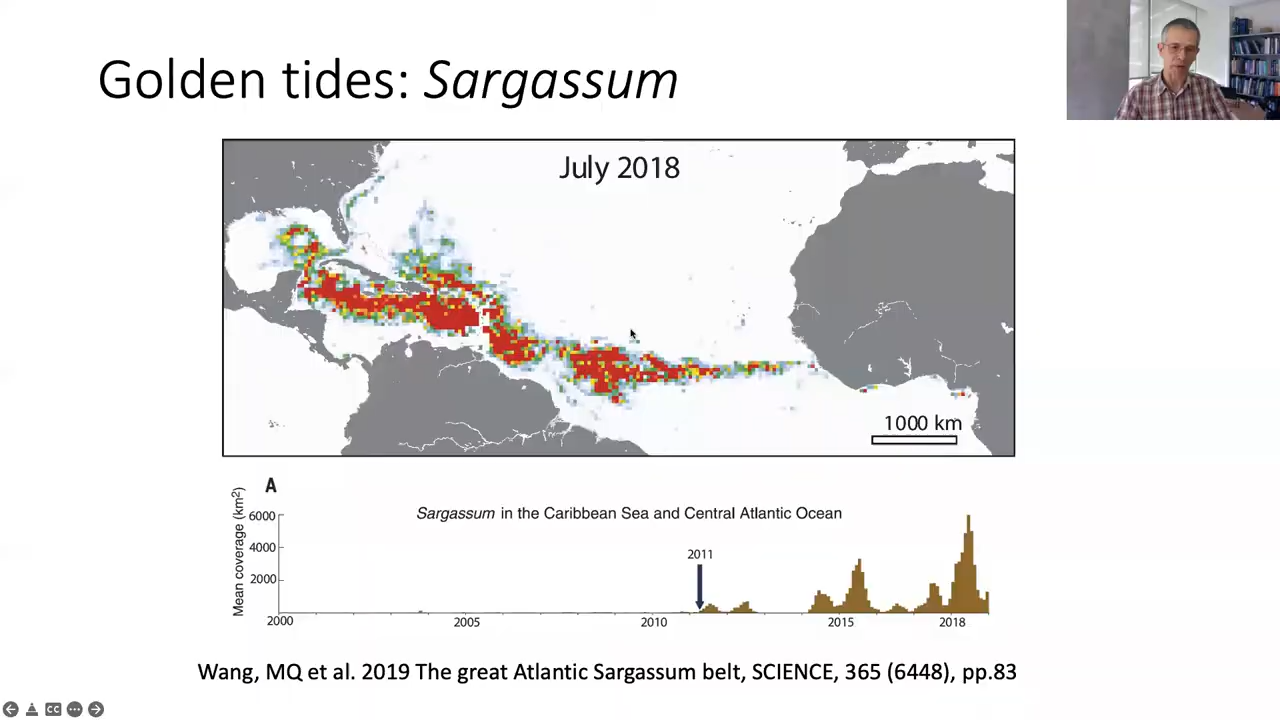 Golden tides: Sargassum
July 2018
1000 km
A
Sargassum in the Caribbean Sea and Central Atlantic Ocean
Mean coverage (km²)
6000
4000
2000
2011
2000
2005
2010
2015
2018
Wang, MQ et al. 2019 The great Atlantic Sargassum belt, SCIENCE, 365 (6448), pp.83
CC